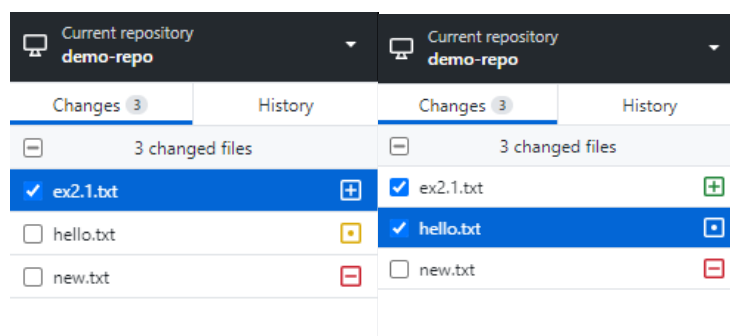 Current repository
demo-repo
Changes 3 History
3 changed files
ex2.1.txt
hello.txt
new.txt
Current repository
demo-repo
Changes 3 History
3 changed files
ex2.1.txt
hello.txt
new.txt